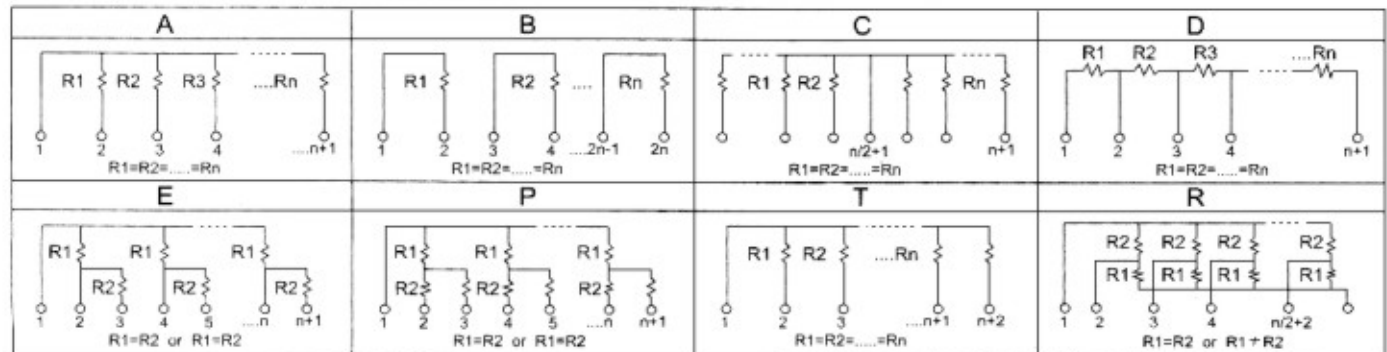 A B C D
R1 R2 R3 ....Rn
1 2 3 4 ....n+1
R1=R2=.....=Rn
R1 R2 .... Rn
1 2 3 4 ....2n-1 2n
R1=R2=.....=Rn
R1 R2 Rn
n/2+1 n+1
R1=R2=.....=Rn
R1 R2 R3 ....Rn
1 2 3 4 n+1
R1=R2=.....=Rn
E P T R
R1 R1 R1
R2 R2 R2
1 2 3 4 5 ....n n+1
R1=R2 or R1=R2
R1 R1 R1
R2 R2 R2
1 2 3 4 5 ....n n+1
R1=R2 or R1=R2
R1 R2 ....Rn
1 2 3 ....n+1 n+2
R1=R2=.....=Rn
R2 R2 R2 R2
R1 R1 R1 R1
1 2 3 4 n/2+2
R1=R2 or R1≠R2